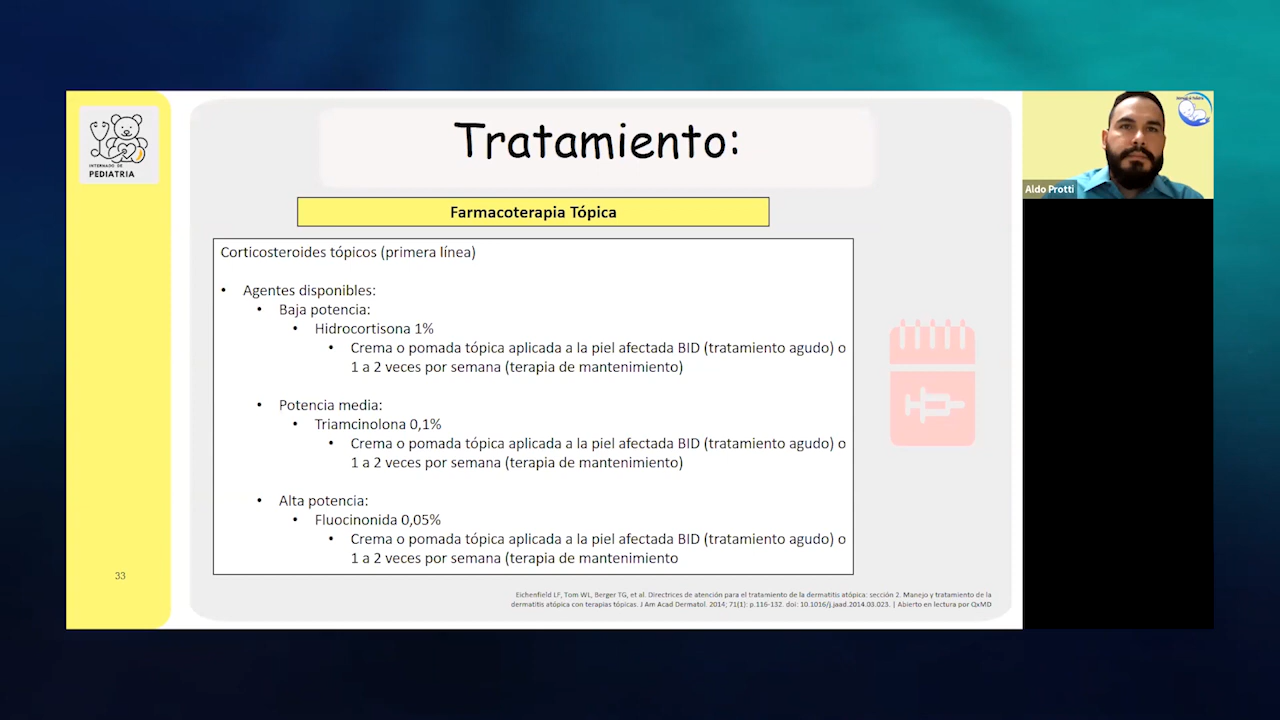 INTERNADO DE
PEDIATRIA
Tratamiento:
Farmacoterapia Tópica
Corticosteroides tópicos (primera línea)
• Agentes disponibles:
• Baja potencia:
• Hidrocortisona 1%
• Crema o pomada tópica aplicada a la piel afectada BID (tratamiento agudo) o
1 a 2 veces por semana (terapia de mantenimiento)
• Potencia media:
• Triamcinolona 0,1%
• Crema o pomada tópica aplicada a la piel afectada BID (tratamiento agudo) o
1 a 2 veces por semana (terapia de mantenimiento)
• Alta potencia:
• Fluocinonida 0,05%
• Crema o pomada tópica aplicada a la piel afectada BID (tratamiento agudo) o
1 a 2 veces por semana (terapia de mantenimiento
33
Eichenfield LF, Tom WL, Berger TG, et al. Directrices de atención para el tratamiento de la dermatitis atópica: sección 2. Manejo y tratamiento de la
dermatitis atópica con terapias tópicas. J Am Acad Dermatol. 2014; 71(1): p.116-132. doi: 10.1016/j.jaad.2014.03.023. | Abierto en lectura por QxMD
Aldo Protti